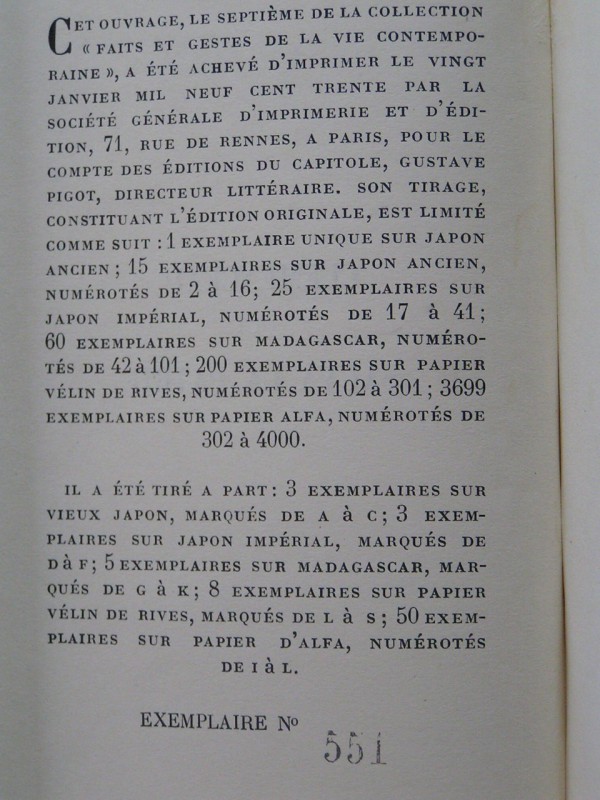 CET OUVRAGE, LE SEPTIÈME DE LA COLLECTION
« FAITS ET GESTES DE LA VIE CONTEMPO-
RAINE », A ÉTÉ ACHEVÉ D'IMPRIMER LE VINGT
JANVIER MIL NEUF CENT TRENTE PAR LA
SOCIÉTÉ GÉNÉRALE D'IMPRIMERIE ET D'ÉDI-
TION, 71, RUE DE RENNES, A PARIS, POUR LE
COMPTE DES ÉDITIONS DU CAPITOLE, GUSTAVE
PIGOT, DIRECTEUR LITTÉRAIRE. SON TIRAGE,
CONSTITUANT L'ÉDITION ORIGINALE, EST LIMITÉ
COMME SUIT : 1 EXEMPLAIRE UNIQUE SUR JAPON
ANCIEN ; 15 EXEMPLAIRES SUR JAPON ANCIEN,
NUMÉROTÉS DE 2 à 16; 25 EXEMPLAIRES SUR
JAPON IMPÉRIAL, NUMÉROTÉS DE 17 à 41;
60 EXEMPLAIRES SUR MADAGASCAR, NUMÉRO-
TÉS DE 42 à 101 ; 200 EXEMPLAIRES SUR PAPIER
VÉLIN DE RIVES, NUMÉROTÉS DE 102 à 301 ; 3699
EXEMPLAIRES SUR PAPIER ALFA, NUMÉROTÉS DE
302 à 4000.
IL A ÉTÉ TIRÉ A PART : 3 EXEMPLAIRES SUR
VIEUX JAPON, MARQUÉS DE A à C; 3 EXEM-
PLAIRES SUR JAPON IMPÉRIAL, MARQUÉS DE
D à F; 5 EXEMPLAIRES SUR MADAGASCAR, MAR-
QUÉS DE G à K; 8 EXEMPLAIRES SUR PAPIER
VÉLIN DE RIVES, MARQUÉS DE L à S; 50 EXEM-
PLAIRES SUR PAPIER D'ALFA, NUMÉROTÉS
DE I à L.
EXEMPLAIRE Nº
551